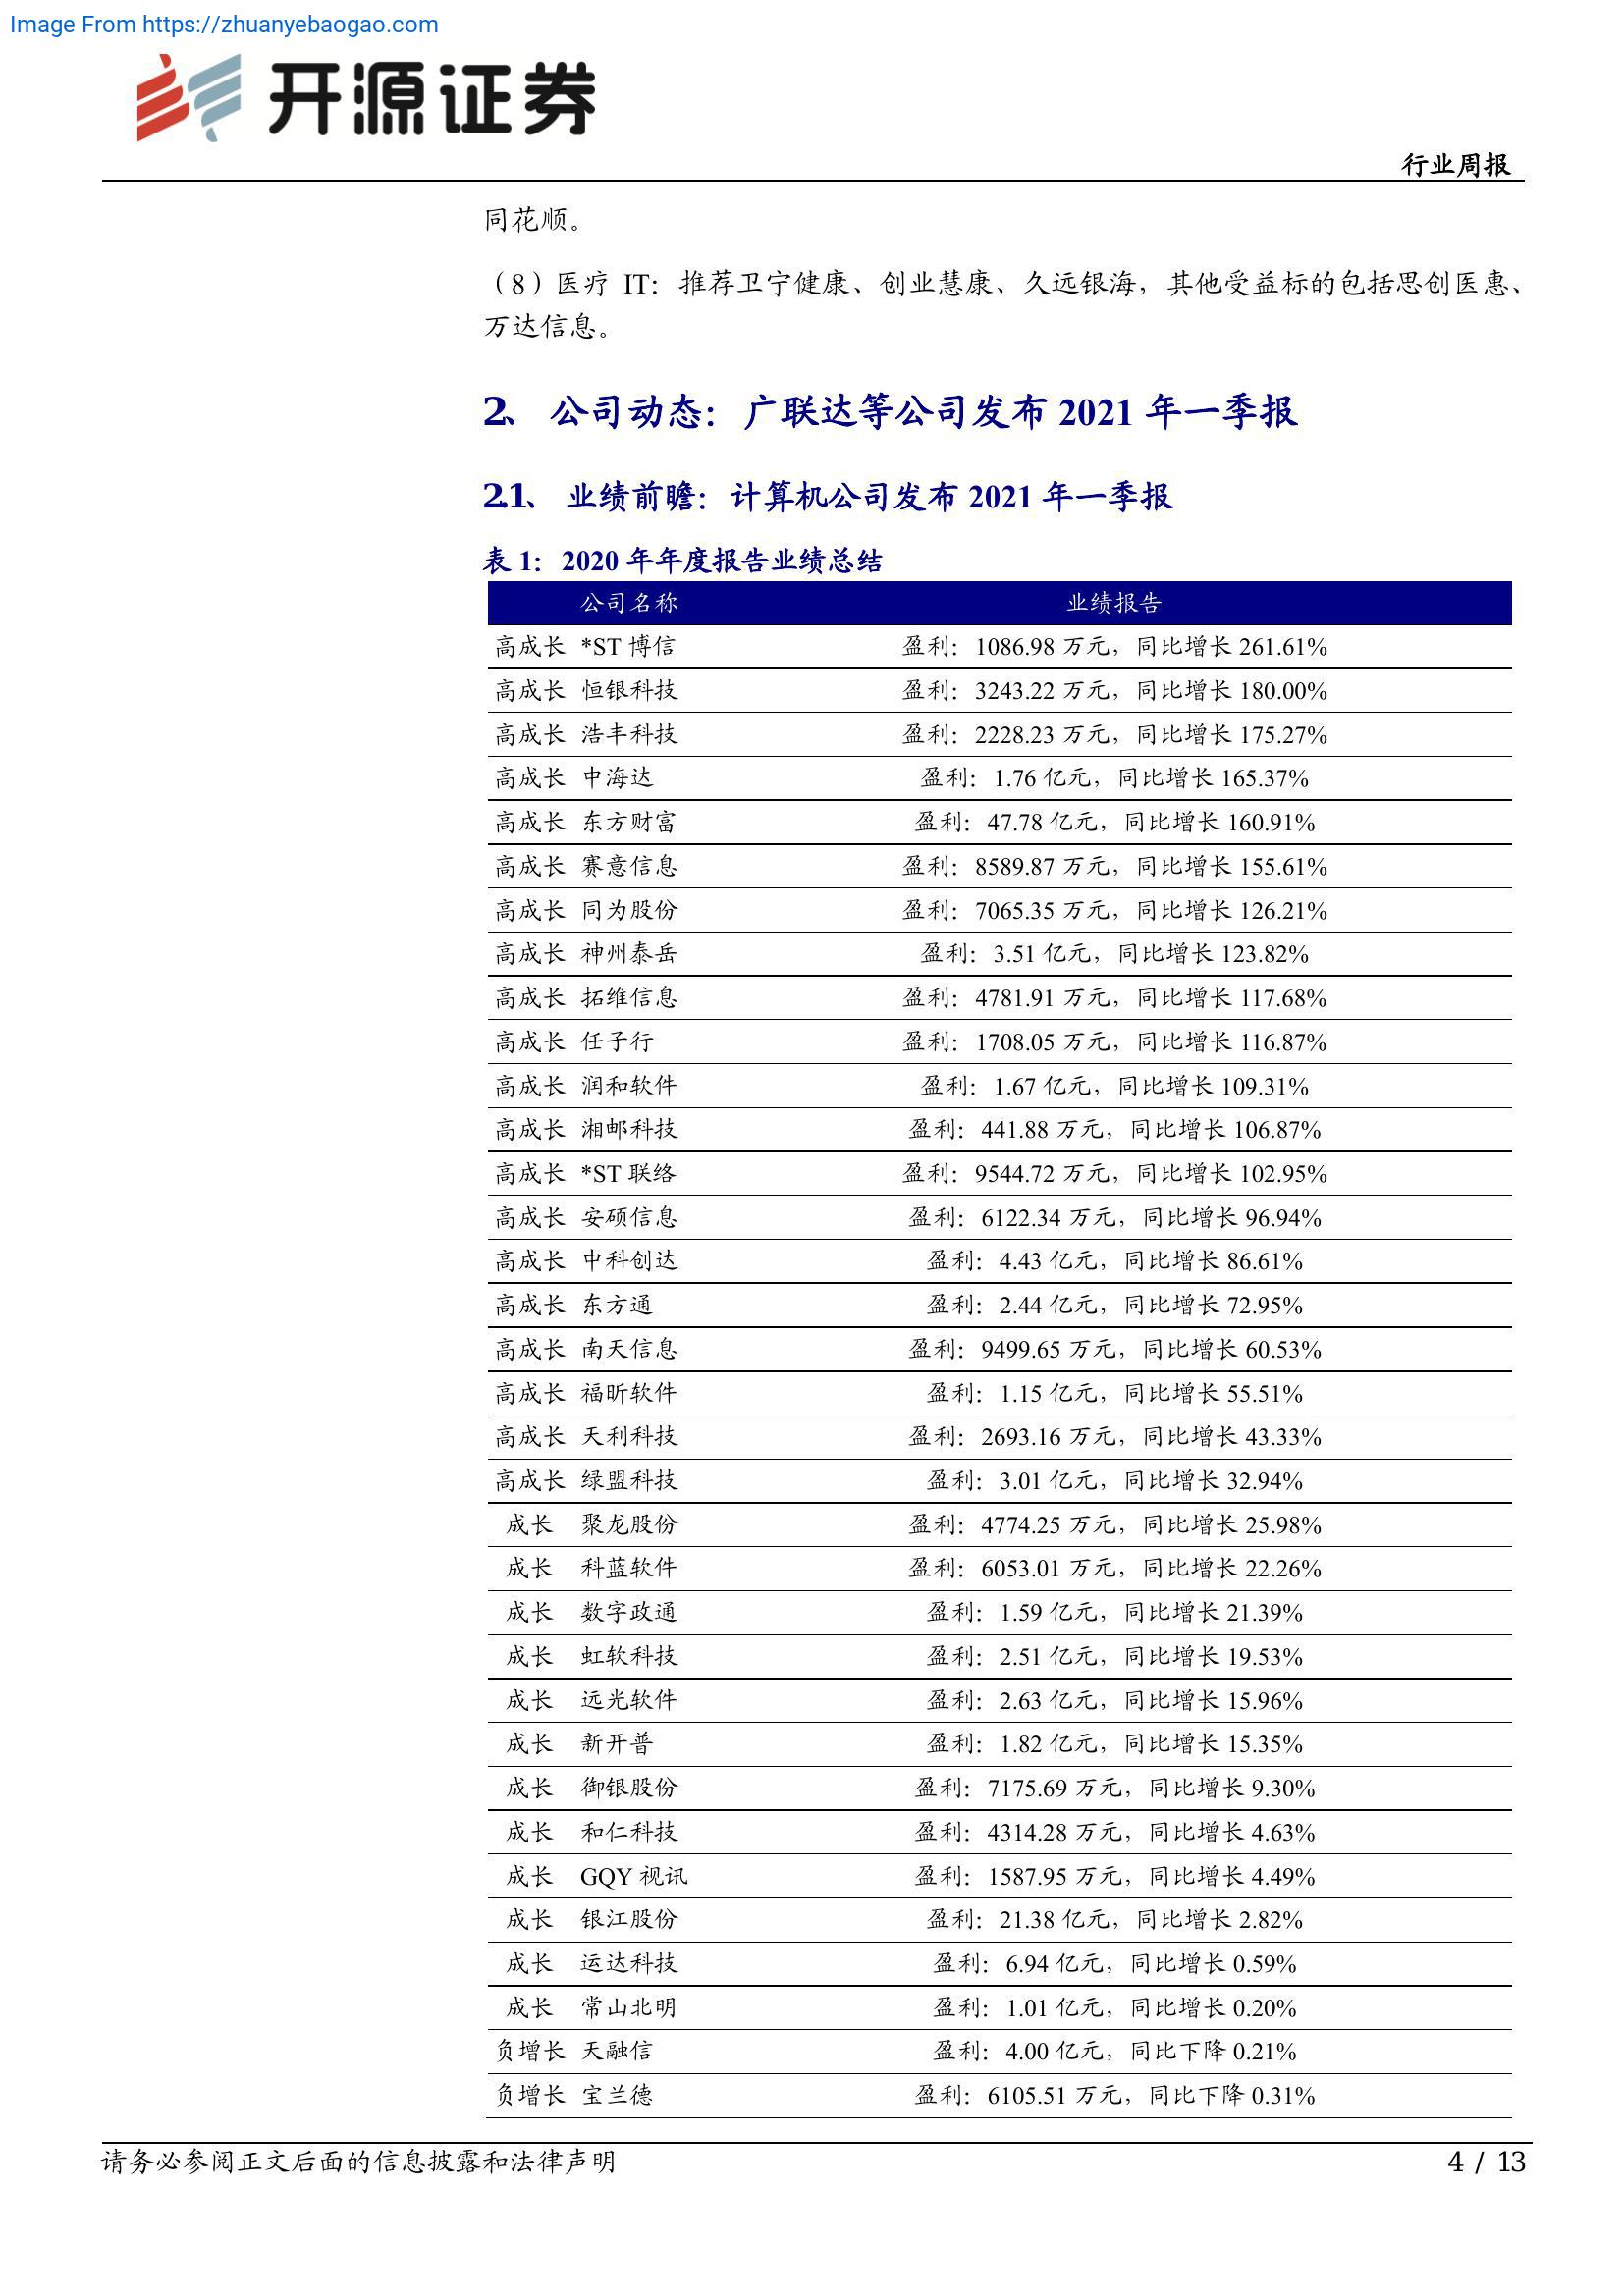 Image From https://zhuanyebaogao.com
开源证券
行业周报
同花顺。
（8）医疗 IT：推荐卫宁健康、创业慧康、久远银海，其他受益标的包括思创医惠、
万达信息。
2、 公司动态：广联达等公司发布 2021 年一季报
2.1、 业绩前瞻：计算机公司发布 2021 年一季报
表 1：2020 年年度报告业绩总结
公司名称 业绩报告
高成长 *ST 博信 盈利：1086.98 万元，同比增长 261.61%
高成长 恒银科技 盈利：3243.22 万元，同比增长 180.00%
高成长 浩丰科技 盈利：2228.23 万元，同比增长 175.27%
高成长 中海达 盈利：1.76 亿元，同比增长 165.37%
高成长 东方财富 盈利：47.78 亿元，同比增长 160.91%
高成长 赛意信息 盈利：8589.87 万元，同比增长 155.61%
高成长 同为股份 盈利：7065.35 万元，同比增长 126.21%
高成长 神州泰岳 盈利：3.51 亿元，同比增长 123.82%
高成长 拓维信息 盈利：4781.91 万元，同比增长 117.68%
高成长 任子行 盈利：1708.05 万元，同比增长 116.87%
高成长 润和软件 盈利：1.67 亿元，同比增长 109.31%
高成长 湘邮科技 盈利：441.88 万元，同比增长 106.87%
高成长 *ST 联络 盈利：9544.72 万元，同比增长 102.95%
高成长 安硕信息 盈利：6122.34 万元，同比增长 96.94%
高成长 中科创达 盈利：4.43 亿元，同比增长 86.61%
高成长 东方通 盈利：2.44 亿元，同比增长 72.95%
高成长 南天信息 盈利：9499.65 万元，同比增长 60.53%
高成长 福昕软件 盈利：1.15 亿元，同比增长 55.51%
高成长 天利科技 盈利：2693.16 万元，同比增长 43.33%
高成长 绿盟科技 盈利：3.01 亿元，同比增长 32.94%
成长 聚龙股份 盈利：4774.25 万元，同比增长 25.98%
成长 科蓝软件 盈利：6053.01 万元，同比增长 22.26%
成长 数字政通 盈利：1.59 亿元，同比增长 21.39%
成长 虹软科技 盈利：2.51 亿元，同比增长 19.53%
成长 远光软件 盈利：2.63 亿元，同比增长 15.96%
成长 新开普 盈利：1.82 亿元，同比增长 15.35%
成长 御银股份 盈利：7175.69 万元，同比增长 9.30%
成长 和仁科技 盈利：4314.28 万元，同比增长 4.63%
成长 GQY 视讯 盈利：1587.95 万元，同比增长 4.49%
成长 银江股份 盈利：21.38 亿元，同比增长 2.82%
成长 运达科技 盈利：6.94 亿元，同比增长 0.59%
成长 常山北明 盈利：1.01 亿元，同比增长 0.20%
负增长 天融信 盈利：4.00 亿元，同比下降 0.21%
负增长 宝兰德 盈利：6105.51 万元，同比下降 0.31%
请务必参阅正文后面的信息披露和法律声明 4 / 13